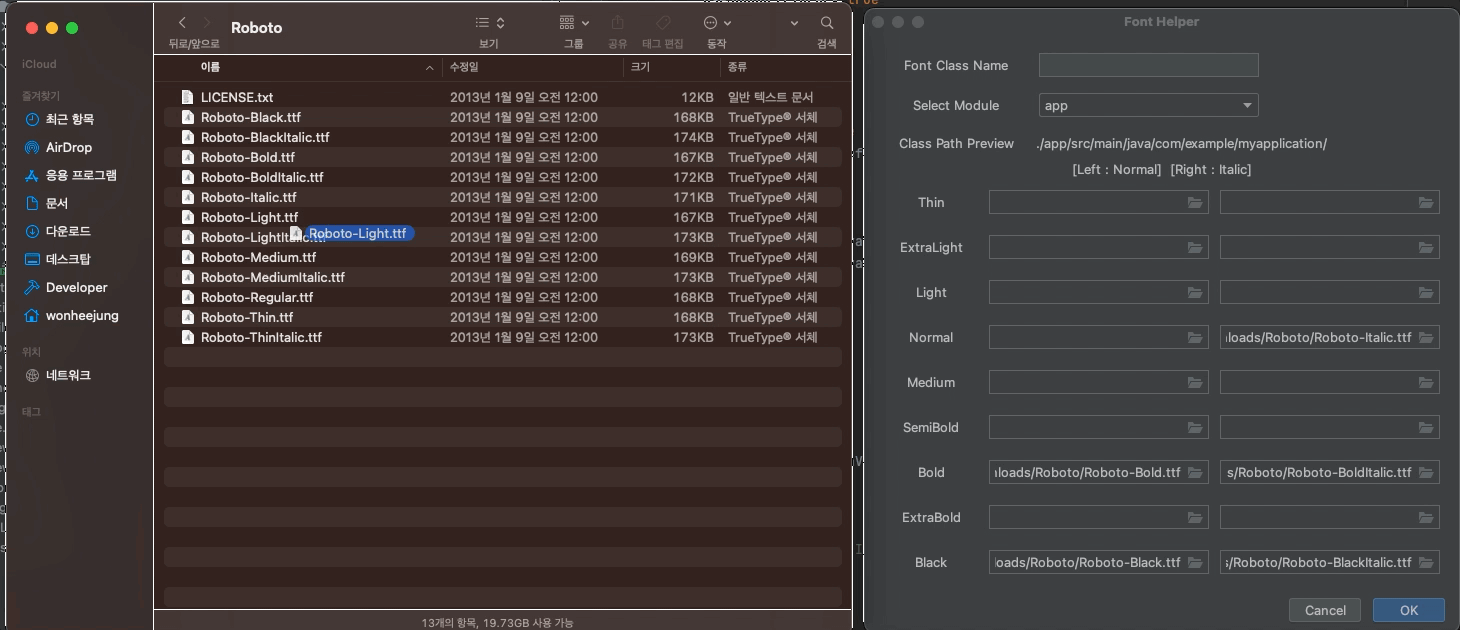 Roboto
뒤로/앞으로 보기 그룹 공유 태그 편집 동작 검색
iCloud
즐겨찾기
최근 항목
AirDrop
응용 프로그램
문서
다운로드
데스크탑
Developer
wonheejung
위치
네트워크
태그
이름 수정일 크기 종류
LICENSE.txt 2013년 1월 9일 오전 12:00 12KB 일반 텍스트 문서
Roboto-Black.ttf 2013년 1월 9일 오전 12:00 168KB TrueType® 서체
Roboto-BlackItalic.ttf 2013년 1월 9일 오전 12:00 174KB TrueType® 서체
Roboto-Bold.ttf 2013년 1월 9일 오전 12:00 167KB TrueType® 서체
Roboto-BoldItalic.ttf 2013년 1월 9일 오전 12:00 172KB TrueType® 서체
Roboto-Italic.ttf 2013년 1월 9일 오전 12:00 171KB TrueType® 서체
Roboto-Light.ttf 2013년 1월 9일 오전 12:00 167KB TrueType® 서체
Roboto-Light.ttf
Roboto-LightItalic.ttf 2013년 1월 9일 오전 12:00 173KB TrueType® 서체
Roboto-Medium.ttf 2013년 1월 9일 오전 12:00 169KB TrueType® 서체
Roboto-MediumItalic.ttf 2013년 1월 9일 오전 12:00 173KB TrueType® 서체
Roboto-Regular.ttf 2013년 1월 9일 오전 12:00 168KB TrueType® 서체
Roboto-Thin.ttf 2013년 1월 9일 오전 12:00 168KB TrueType® 서체
Roboto-ThinItalic.ttf 2013년 1월 9일 오전 12:00 173KB TrueType® 서체
13개의 항목, 19.73GB 사용 가능
Font Helper
Font Class Name
Select Module app
Class Path Preview ./app/src/main/java/com/example/myapplication/
[Left : Normal] [Right : Italic]
Thin
ExtraLight
Light
Normal loads/Roboto/Roboto-Italic.ttf
Medium
SemiBold
Bold loads/Roboto/Roboto-Bold.ttf s/Roboto/Roboto-BoldItalic.ttf
ExtraBold
Black loads/Roboto/Roboto-Black.ttf s/Roboto/Roboto-BlackItalic.ttf
Cancel OK